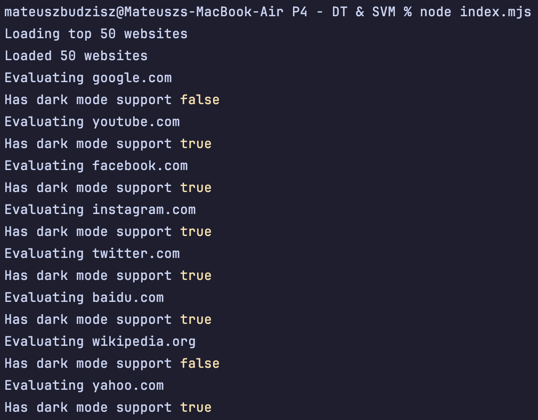 mateuszbudzisz@Mateuszs-MacBook-Air P4 - DT & SVM % node index.mjs
Loading top 50 websites
Loaded 50 websites
Evaluating google.com
Has dark mode support false
Evaluating youtube.com
Has dark mode support true
Evaluating facebook.com
Has dark mode support true
Evaluating instagram.com
Has dark mode support true
Evaluating twitter.com
Has dark mode support true
Evaluating baidu.com
Has dark mode support true
Evaluating wikipedia.org
Has dark mode support false
Evaluating yahoo.com
Has dark mode support true